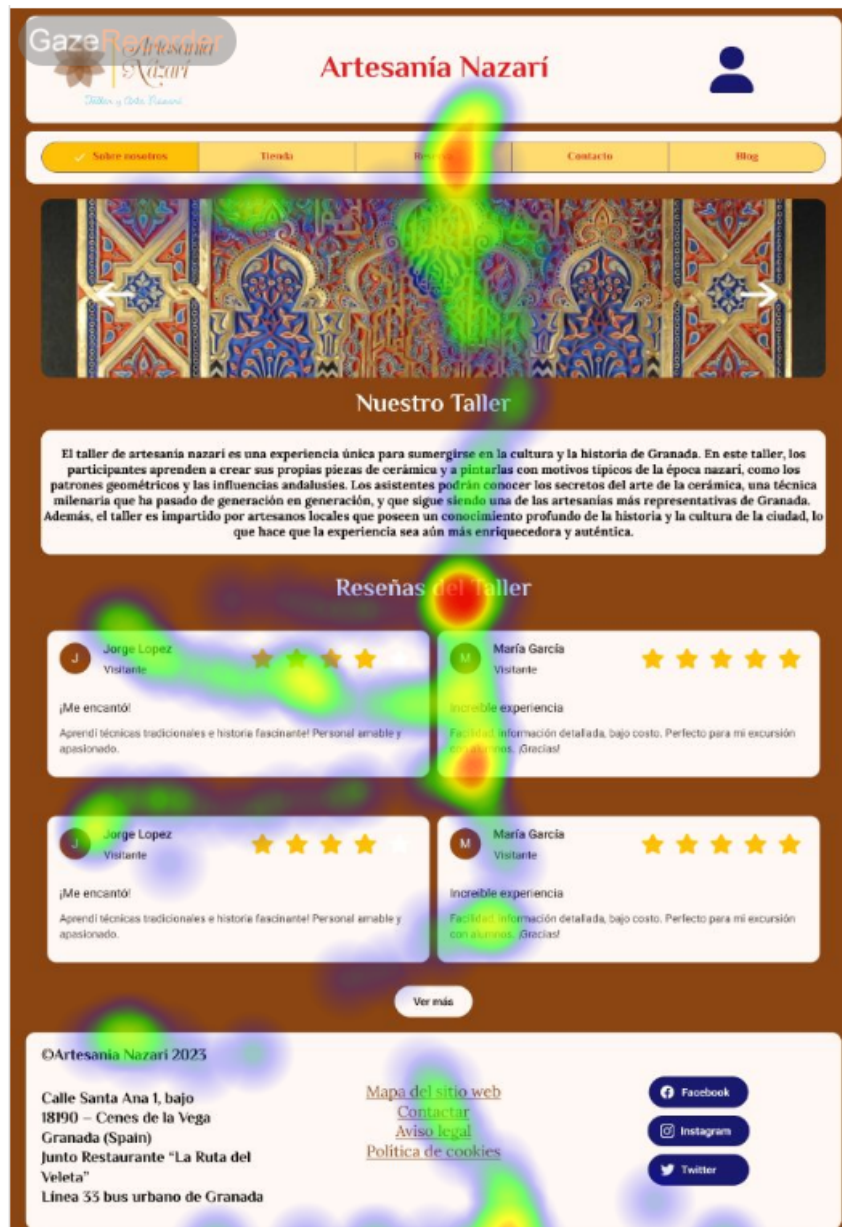 GazeRecorder
Artesanía
Nazarí
Taller y Arte Nazarí
Artesanía Nazarí
Sobre nosotros
Tienda
Contacto
Blog
Nuestro Taller
El taller de artesanía nazarí es una experiencia única para sumergirse en la cultura y la historia de Granada. En este taller, los
participantes aprenden a crear sus propias piezas de cerámica y a pintarlas con motivos típicos de la época nazarí, como los
patrones geométricos y las influencias andalusíes. Los asistentes podrán conocer los secretos del arte de la cerámica, una técnica
milenaria que ha pasado de generación en generación, y que sigue siendo una de las artesanías más representativas de Granada.
Además, el taller es impartido por artesanos locales que poseen un conocimiento profundo de la historia y la cultura de la ciudad, lo
que hace que la experiencia sea aún más enriquecedora y auténtica.
Reseñas del Taller
J
Jorge Lopez
Visitante
¡Me encantó!
Aprendí técnicas tradicionales e historia fascinante! Personal amable y
apasionado.
M
María García
Visitante
Increíble experiencia
Facilidad, información detallada, bajo costo. Perfecto para mi excursión
con alumnos. ¡Gracias!
J
Jorge Lopez
Visitante
¡Me encantó!
Aprendí técnicas tradicionales e historia fascinante! Personal amable y
apasionado.
M
María García
Visitante
Increíble experiencia
Facilidad, información detallada, bajo costo. Perfecto para mi excursión
con alumnos. ¡Gracias!
Ver más
©Artesanía Nazarí 2023
Calle Santa Ana 1, bajo
18190 – Cenes de la Vega
Granada (Spain)
Junto Restaurante “La Ruta del
Veleta”
Línea 33 bus urbano de Granada
Mapa del sitio web
Contactar
Aviso legal
Política de cookies
Facebook
Instagram
Twitter